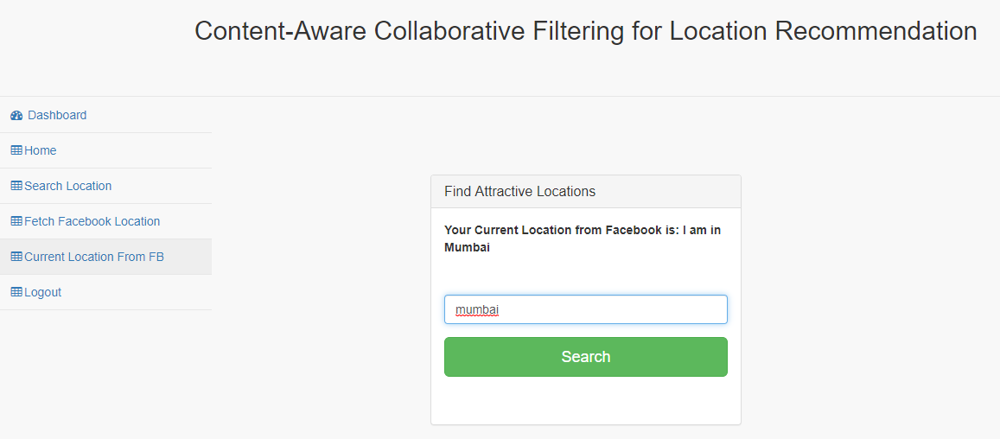 Content-Aware Collaborative Filtering for Location Recommendation
Dashboard
Home
Search Location
Fetch Facebook Location
Current Location From FB
Logout
Find Attractive Locations
Your Current Location from Facebook is: I am in
Mumbai
mumbai
Search